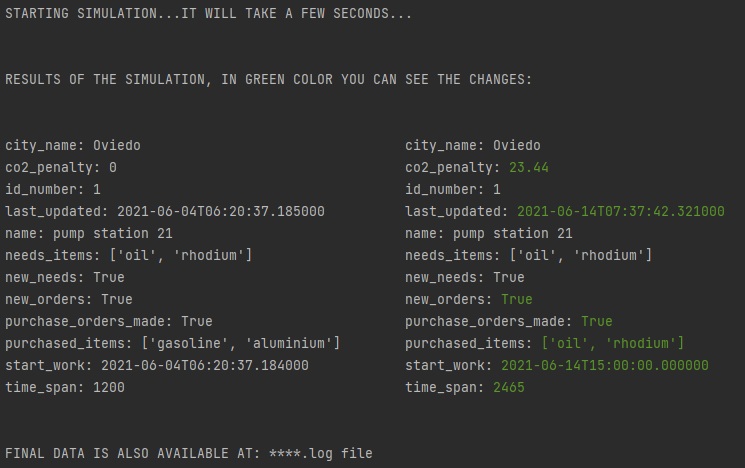 STARTING SIMULATION...IT WILL TAKE A FEW SECONDS...
RESULTS OF THE SIMULATION, IN GREEN COLOR YOU CAN SEE THE CHANGES:
city_name: Oviedo city_name: Oviedo
co2_penalty: 0 co2_penalty: 23.44
id_number: 1 id_number: 1
last_updated: 2021-06-04T06:20:37.185000 last_updated: 2021-06-14T07:37:42.321000
name: pump station 21 name: pump station 21
needs_items: ['oil', 'rhodium'] needs_items: ['oil', 'rhodium']
new_needs: True new_needs: True
new_orders: True new_orders: True
purchase_orders_made: True purchase_orders_made: True
purchased_items: ['gasoline', 'aluminium'] purchased_items: ['oil', 'rhodium']
start_work: 2021-06-04T06:20:37.184000 start_work: 2021-06-14T15:00:00.000000
time_span: 1200 time_span: 2465
FINAL DATA IS ALSO AVAILABLE AT: ****.log file